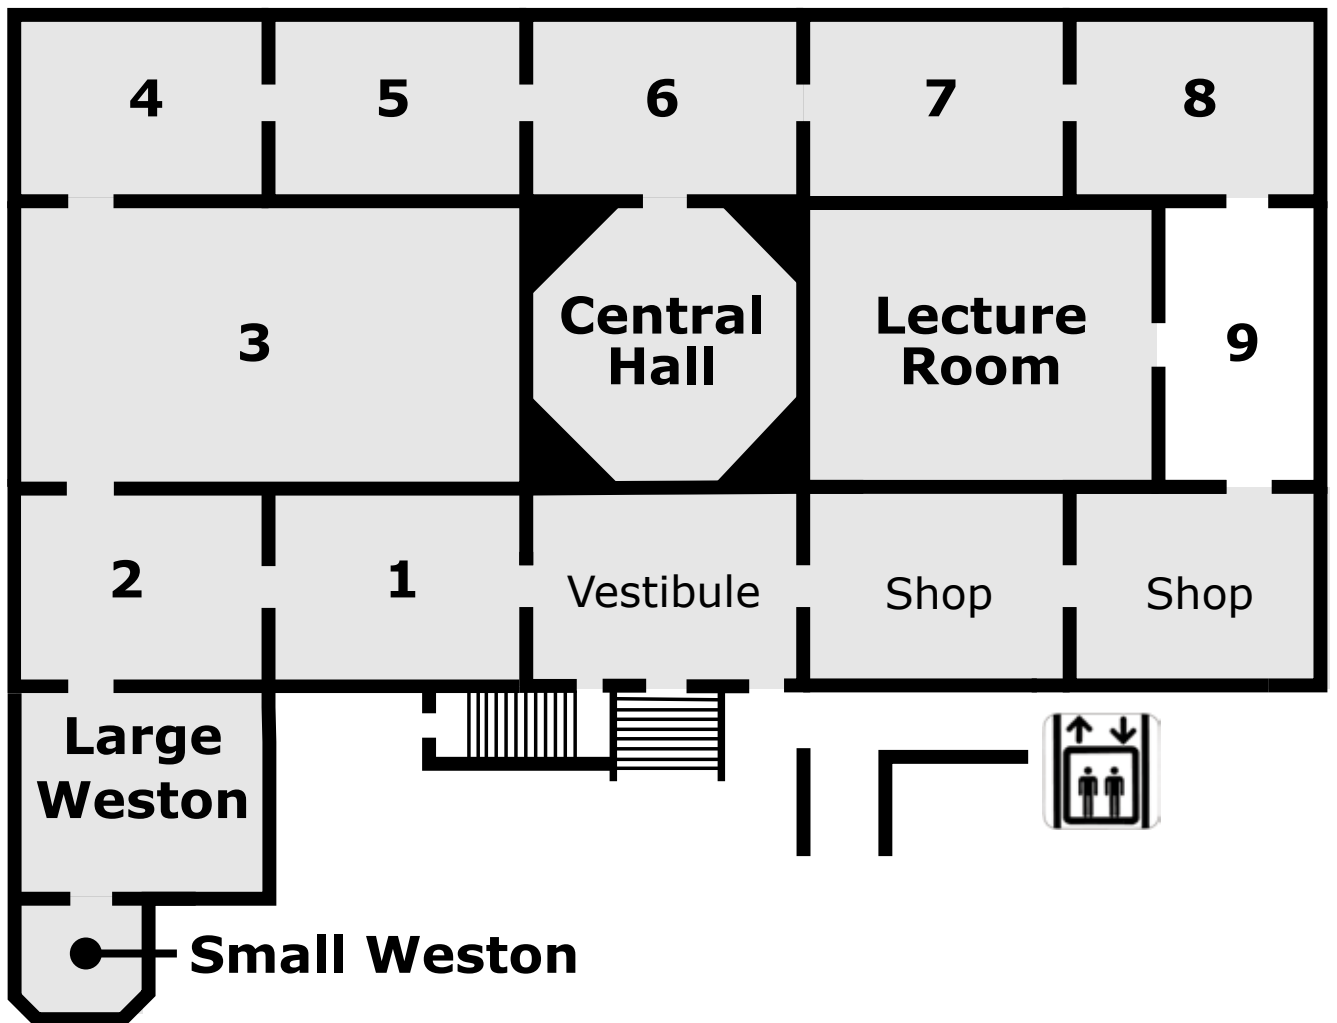 4
5
6
7
8
3
Central
Hall
Lecture
Room
9
2
1
Vestibule
Shop
Shop
Large
Weston
Small Weston